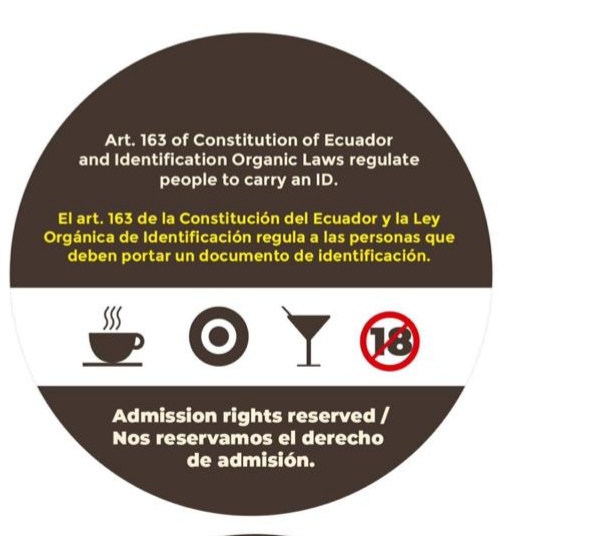 Art. 163 of Constitution of Ecuador
and Identification Organic Laws regulate
people to carry an ID.
El art. 163 de la Constitución del Ecuador y la Ley
Orgánica de Identificación regula a las personas que
deben portar un documento de identificación.
18
Admission rights reserved /
Nos reservamos el derecho
de admisión.